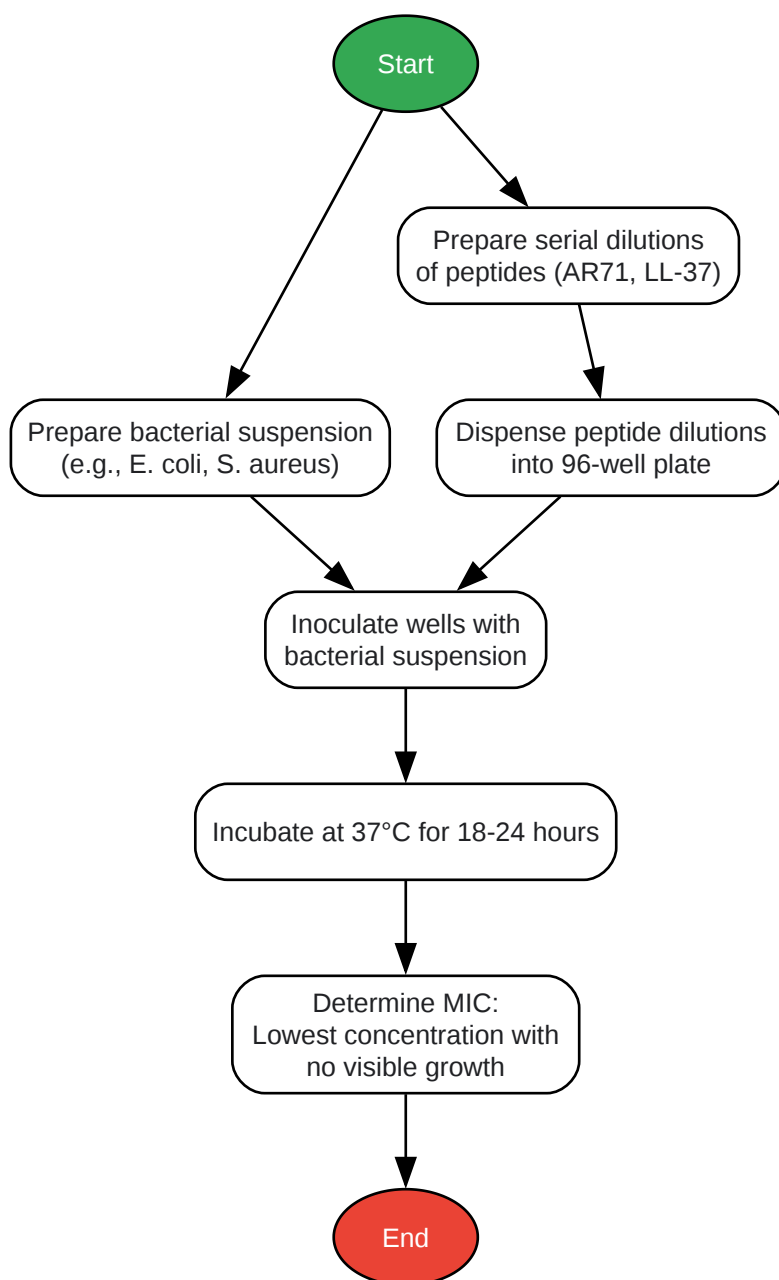 Start
Prepare serial dilutions
of peptides (AR71, LL-37)
Prepare bacterial suspension
(e.g., E. coli, S. aureus)
Dispense peptide dilutions
into 96-well plate
Inoculate wells with
bacterial suspension
Incubate at 37°C for 18-24 hours
Determine MIC:
Lowest concentration with
no visible growth
End